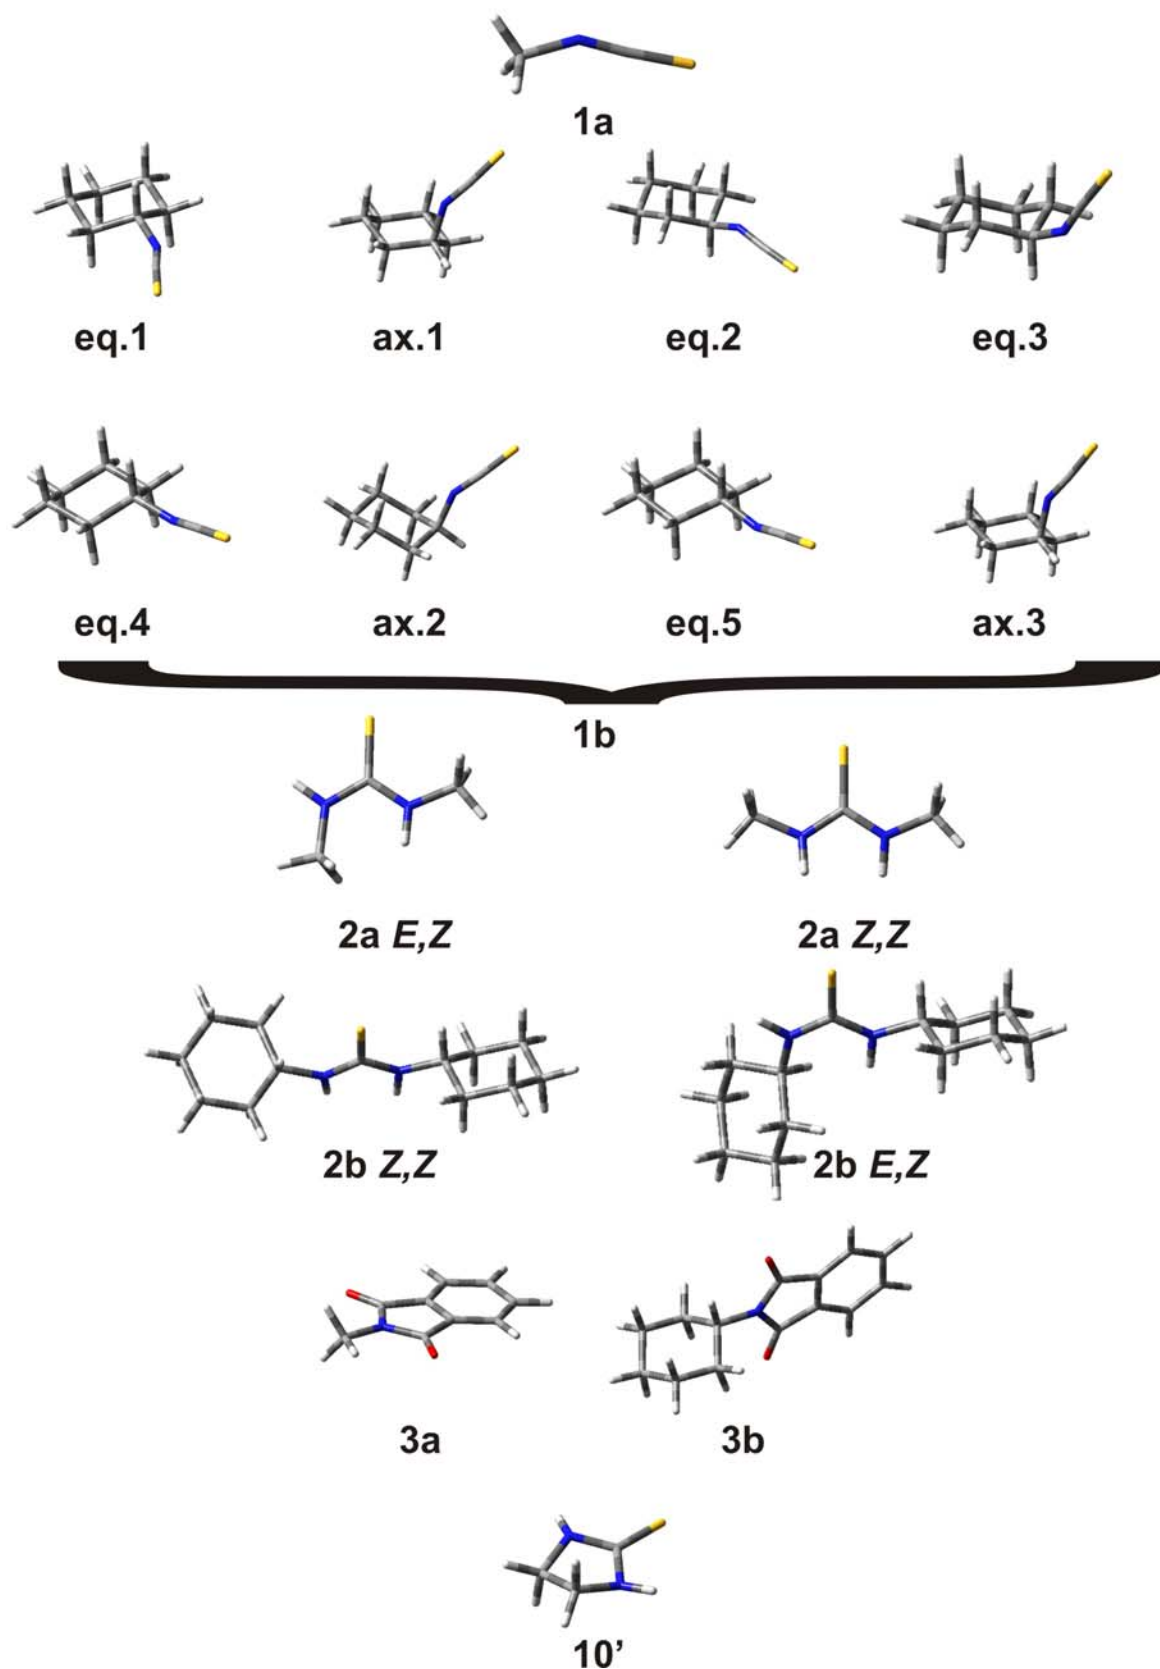 1a
eq.1 ax.1 eq.2 eq.3
eq.4 ax.2 eq.5 ax.3
1b
2a E,Z 2a Z,Z
2b Z,Z 2b E,Z
3a 3b
10’